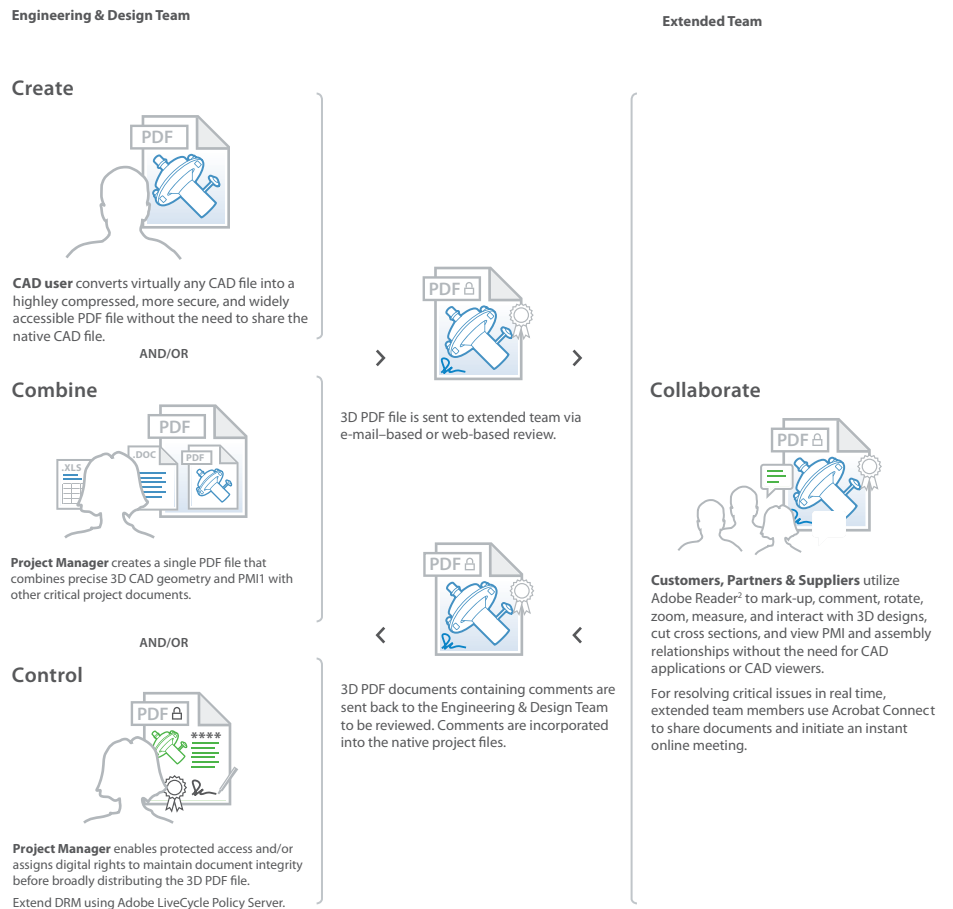 Engineering & Design Team
Extended Team
Create
PDF
CAD user converts virtually any CAD file into a
highley compressed, more secure, and widely
accessible PDF file without the need to share the
native CAD file.
AND/OR
Combine
PDF
.XLS
.DOC
PDF
Project Manager creates a single PDF file that
combines precise 3D CAD geometry and PMI1 with
other critical project documents.
AND/OR
Control
PDF
****
Project Manager enables protected access and/or
assigns digital rights to maintain document integrity
before broadly distributing the 3D PDF file.
Extend DRM using Adobe LiveCycle Policy Server.
PDF
3D PDF file is sent to extended team via
e-mail–based or web-based review.
PDF
3D PDF documents containing comments are
sent back to the Engineering & Design Team
to be reviewed. Comments are incorporated
into the native project files.
Collaborate
PDF
Customers, Partners & Suppliers utilize
Adobe Reader² to mark-up, comment, rotate,
zoom, measure, and interact with 3D designs,
cut cross sections, and view PMI and assembly
relationships without the need for CAD
applications or CAD viewers.
For resolving critical issues in real time,
extended team members use Acrobat Connect
to share documents and initiate an instant
online meeting.